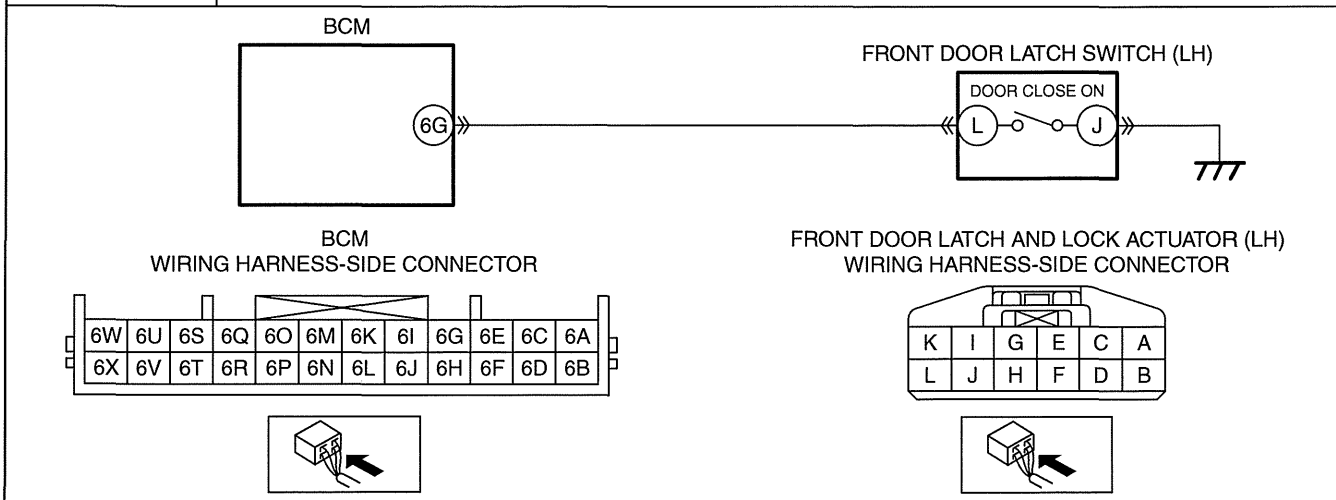 BCM
FRONT DOOR LATCH SWITCH (LH)
DOOR CLOSE ON
6G
L
J
BCM
WIRING HARNESS-SIDE CONNECTOR
6W 6U 6S 6Q 6O 6M 6K 6I 6G 6E 6C 6A
6X 6V 6T 6R 6P 6N 6L 6J 6H 6F 6D 6B
FRONT DOOR LATCH AND LOCK ACTUATOR (LH)
WIRING HARNESS-SIDE CONNECTOR
K I G E C A
L J H F D B